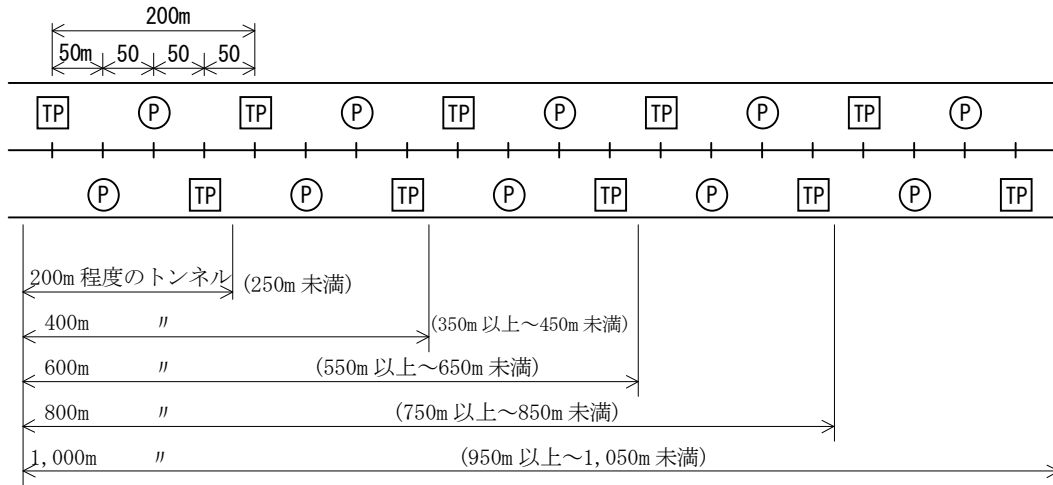 200m
50m 50 50 50
TP P TP P TP P TP P TP P
P TP P TP P TP P TP P TP
200m 程度のトンネル (250m 未満)
400m 〃 (350m 以上～450m 未満)
600m 〃 (550m 以上～650m 未満)
800m 〃 (750m 以上～850m 未満)
1,000m 〃 (950m 以上～1,050m 未満)